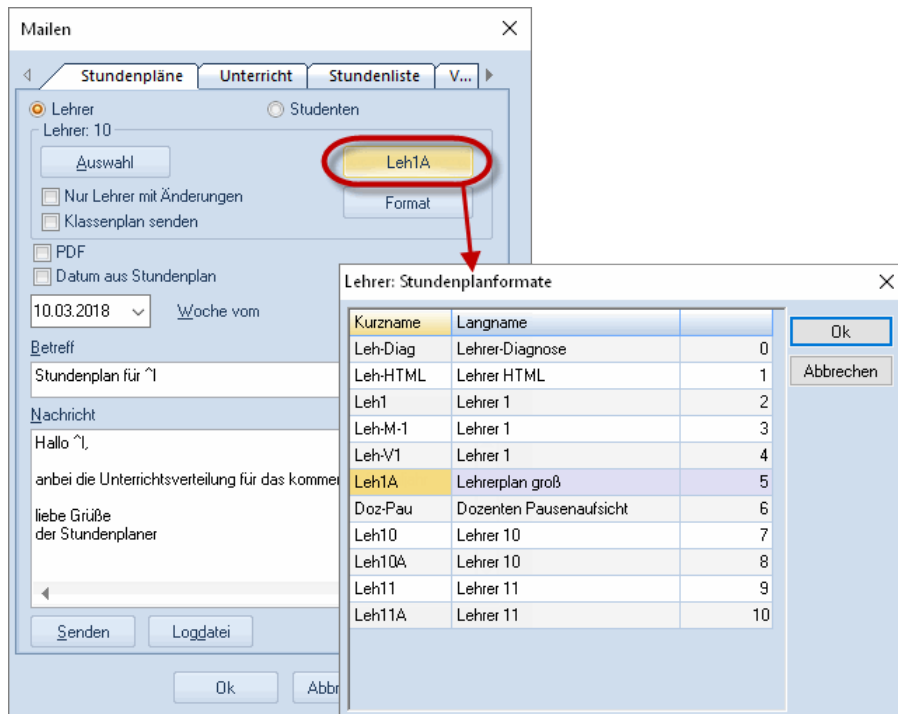 Mailen
Stundenpläne Unterricht Stundenliste V...
Lehrer Studenten
Lehrer: 10
Auswahl Leh1A
Nur Lehrer mit Änderungen
Format
Klassenplan senden
PDF
Datum aus Stundenplan
10.03.2018 Woche vom
Betreff
Stundenplan für ^l
Nachricht
Hallo ^l,
anbei die Unterrichtsverteilung für das kommer
liebe Grüße
der Stundenplaner
Senden Logdatei
Ok Abbr
Lehrer: Stundenplanformate
Kurzname Langname
Leh-Diag Lehrer-Diagnose 0
Leh-HTML Lehrer HTML 1
Leh1 Lehrer 1 2
Leh-M-1 Lehrer 1 3
Leh-V1 Lehrer 1 4
Leh1A Lehrerplan groß 5
Doz-Pau Dozenten Pausenaufsicht 6
Leh10 Lehrer 10 7
Leh10A Lehrer 10 8
Leh11 Lehrer 11 9
Leh11A Lehrer 11 10
Ok
Abbrechen